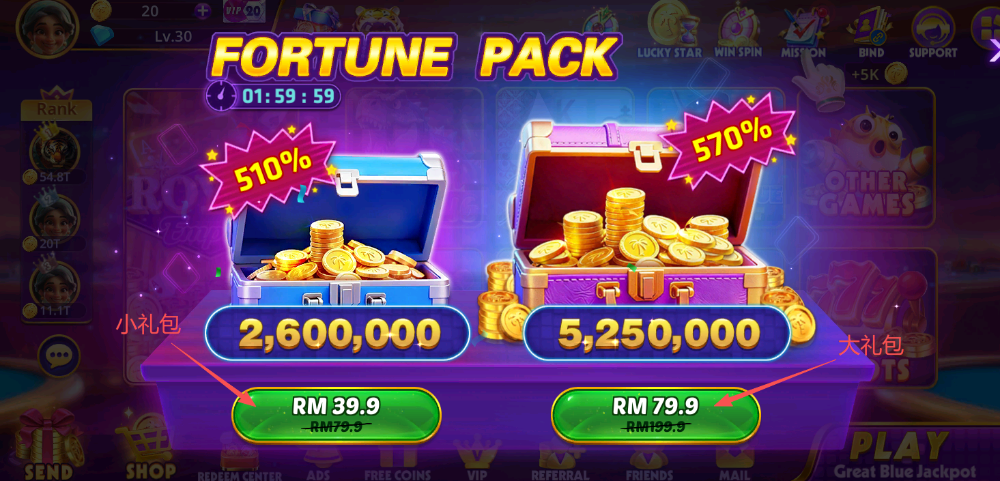 20
VIP 20
Lv.30
FORTUNE PACK
01:59:59
LUCKY STAR
WIN SPIN
MISSION
BIND
SUPPORT
+5K
Rank
54.8T
20T
11.1T
510%
570%
OTHER
GAMES
小礼包
2,600,000
5,250,000
大礼包
RM 39.9
RM79.9
RM 79.9
RM199.9
SEND
SHOP
REDEEM CENTER
ADS
FREE COINS
VIP
REFERRAL
FRIENDS
MAIL
PLAY
Great Blue Jackpot